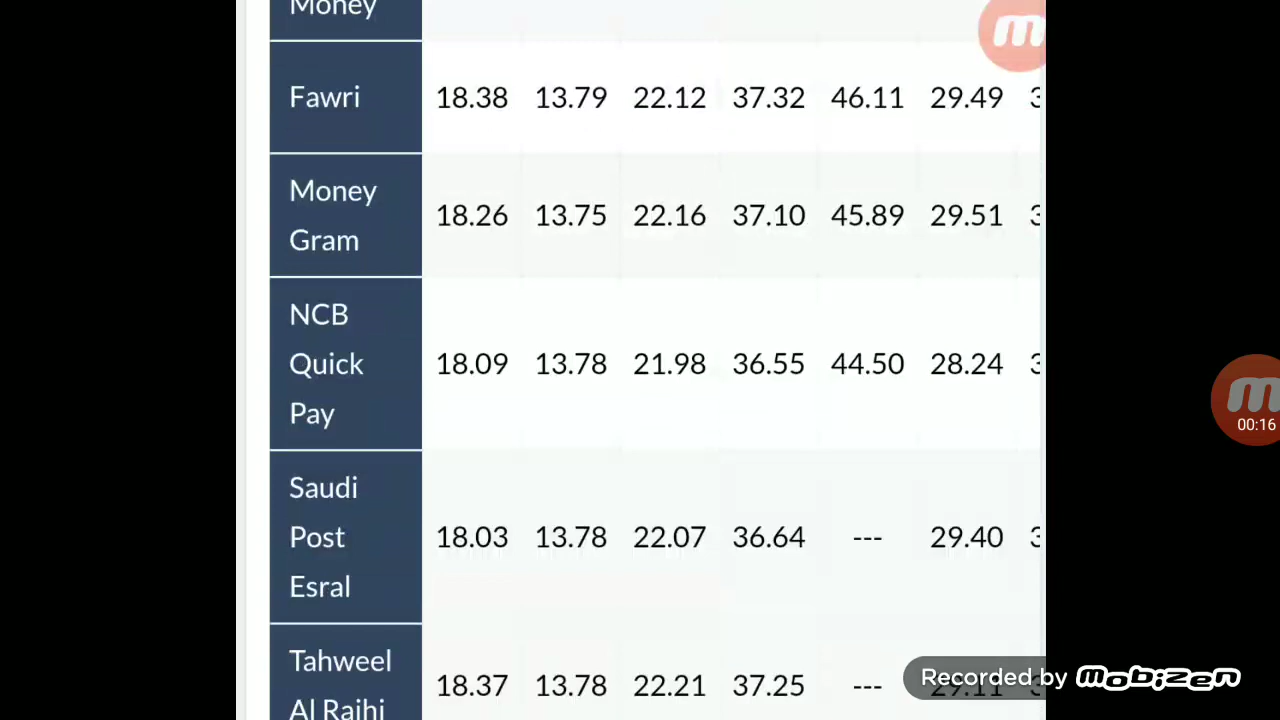 Money
Fawri 18.38 13.79 22.12 37.32 46.11 29.49
Money
Gram 18.26 13.75 22.16 37.10 45.89 29.51
NCB
Quick
Pay 18.09 13.78 21.98 36.55 44.50 28.24
Saudi
Post
Esral 18.03 13.78 22.07 36.64 --- 29.40
Tahweel
Al Rajhi 18.37 13.78 22.21 37.25 --- 29.11
00:16
Recorded by mobizen